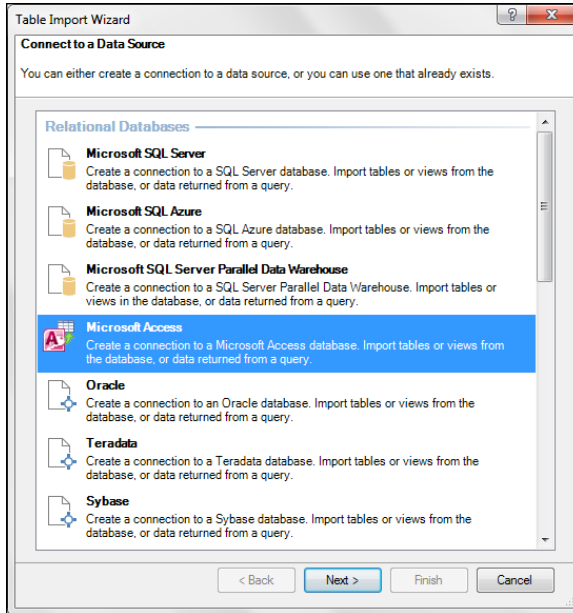 Table Import Wizard
Connect to a Data Source
You can either create a connection to a data source, or you can use one that already exists.
Relational Databases
Microsoft SQL Server
Create a connection to a SQL Server database. Import tables or views from the
database, or data returned from a query.
Microsoft SQL Azure
Create a connection to a SQL Azure database. Import tables or views from the
database, or data returned from a query.
Microsoft SQL Server Parallel Data Warehouse
Create a connection to a SQL Server Parallel Data Warehouse. Import tables or
views in the database, or data returned from a query.
Microsoft Access
Create a connection to a Microsoft Access database. Import tables or views from
the database, or data returned from a query.
Oracle
Create a connection to an Oracle database. Import tables or views from the
database, or data returned from a query.
Teradata
Create a connection to a Teradata database. Import tables or views from the
database, or data returned from a query.
Sybase
Create a connection to a Sybase database. Import tables or views from the
database, or data returned from a query.
< Back Next > Finish Cancel